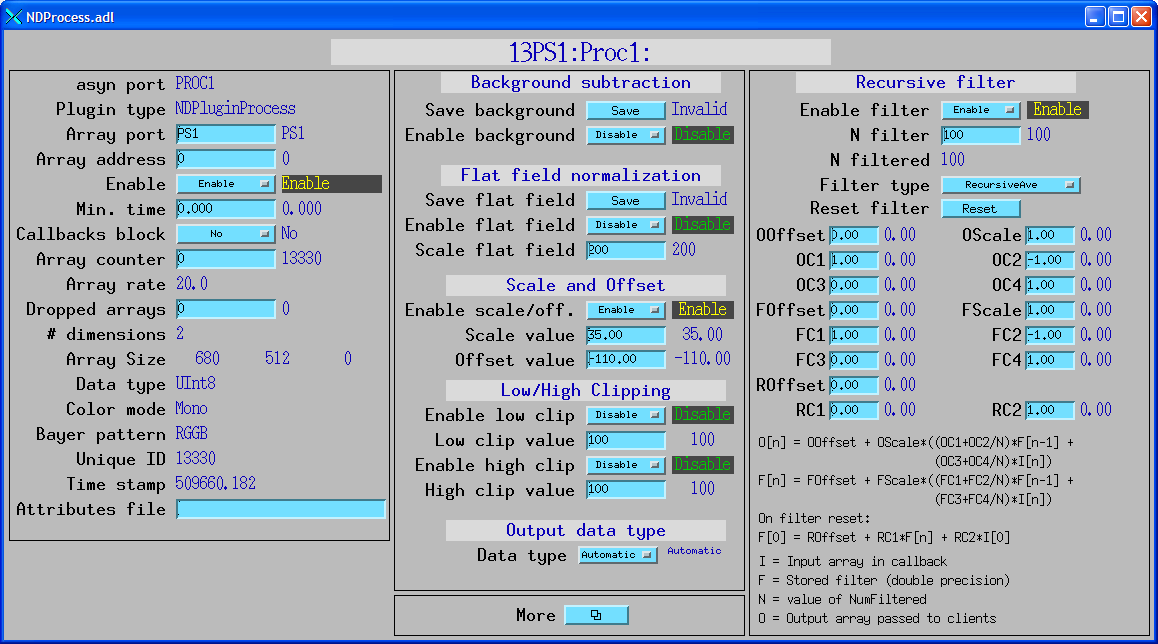 NDProcess.adl
13PS1:Proc1:
asyn port PROC1
Plugin type NDPluginProcess
Array port PS1 PS1
Array address 0 0
Enable Enable Enable
Min. time 0.000 0.000
Callbacks block No No
Array counter 0 13330
Array rate 20.0
Dropped arrays 0 0
# dimensions 2
Array Size 680 512 0
Data type UInt8
Color mode Mono
Bayer pattern RGGB
Unique ID 13330
Time stamp 509660.182
Attributes file
Background subtraction
Save background Save Invalid
Enable background Disable Disable
Flat field normalization
Save flat field Save Invalid
Enable flat field Disable Disable
Scale flat field 200 200
Scale and Offset
Enable scale/off. Enable Enable
Scale value 35.00 35.00
Offset value -110.00 -110.00
Low/High Clipping
Enable low clip Disable Disable
Low clip value 100 100
Enable high clip Disable Disable
High clip value 100 100
Output data type
Data type Automatic Automatic
More
Recursive filter
Enable filter Enable Enable
N filter 100 100
N filtered 100
Filter type RecursiveAve
Reset filter Reset
OOffset 0.00 0.00 OScale 1.00 0.00
OC1 1.00 0.00 OC2 -1.00 0.00
OC3 0.00 0.00 OC4 1.00 0.00
FOffset 0.00 0.00 FScale 1.00 0.00
FC1 1.00 0.00 FC2 -1.00 0.00
FC3 0.00 0.00 FC4 1.00 0.00
ROffset 0.00 0.00
RC1 0.00 0.00 RC2 1.00 0.00
O[n] = OOffset + OScale*((OC1+OC2/N)*F[n-1] +
(OC3+OC4/N)*I[n])
F[n] = FOffset + FScale*((FC1+FC2/N)*F[n-1] +
(FC3+FC4/N)*I[n])
On filter reset:
F[0] = ROffset + RC1*F[n] + RC2*I[0]
I = Input array in callback
F = Stored filter (double precision)
N = value of NumFiltered
O = Output array passed to clients